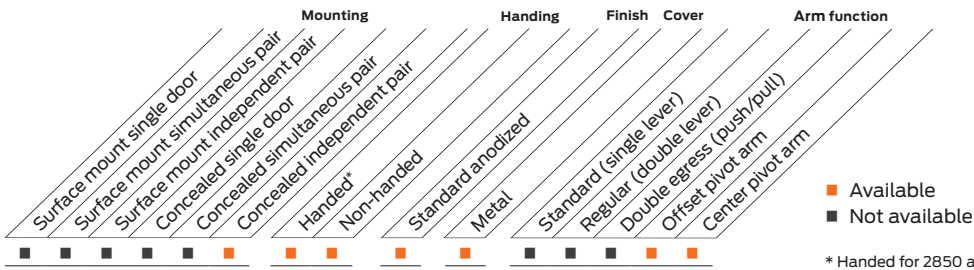 Mounting
Handing
Finish
Cover
Arm function
Surface mount single door
Surface mount simultaneous pair
Surface mount independent pair
Concealed single door
Concealed simultaneous pair
Concealed independent pair
Handed*
Non-handed
Standard anodized
Metal
Standard (single lever)
Regular (double lever)
Double egress (push/pull)
Offset pivot arm
Center pivot arm
Available
Not available
* Handed for 2850 a